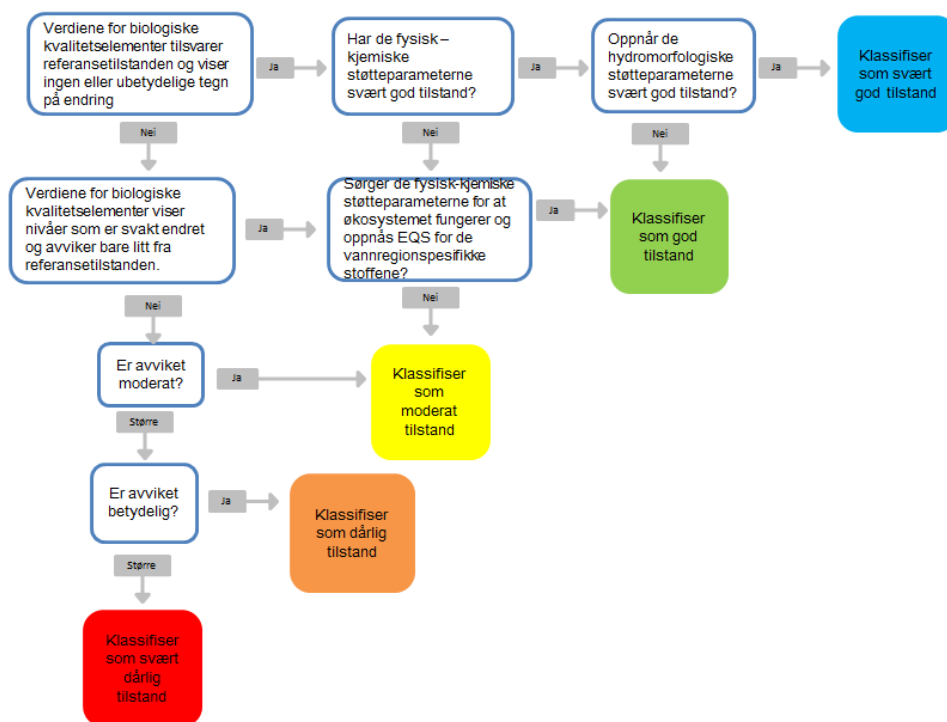 Verdiene for biologiske
kvalitetselementer tilsvarer
referansetilstanden og viser
ingen eller ubetydelige tegn
på endring
Ja
Har de fysisk –
kjemiske
støtteparameterne
svært god tilstand?
Ja
Oppnår de
hydromorfologiske
støtteparameterne
svært god tilstand?
Ja
Klassifiser
som svært
god tilstand
Nei
Nei
Nei
Verdiene for biologiske
kvalitetselementer viser
nivåer som er svakt endret
og avviker bare litt fra
referansetilstanden.
Ja
Sørger de fysisk-kjemiske
støtteparameterne for at
økosystemet fungerer og
oppnås EQS for de
vannregionspesifikke
stoffene?
Ja
Klassifiser
som god
tilstand
Nei
Nei
Er avviket
moderat?
Ja
Klassifiser
som
moderat
tilstand
Større
Er avviket
betydelig?
Ja
Klassifiser
som dårlig
tilstand
Større
Klassifiser
som svært
dårlig
tilstand